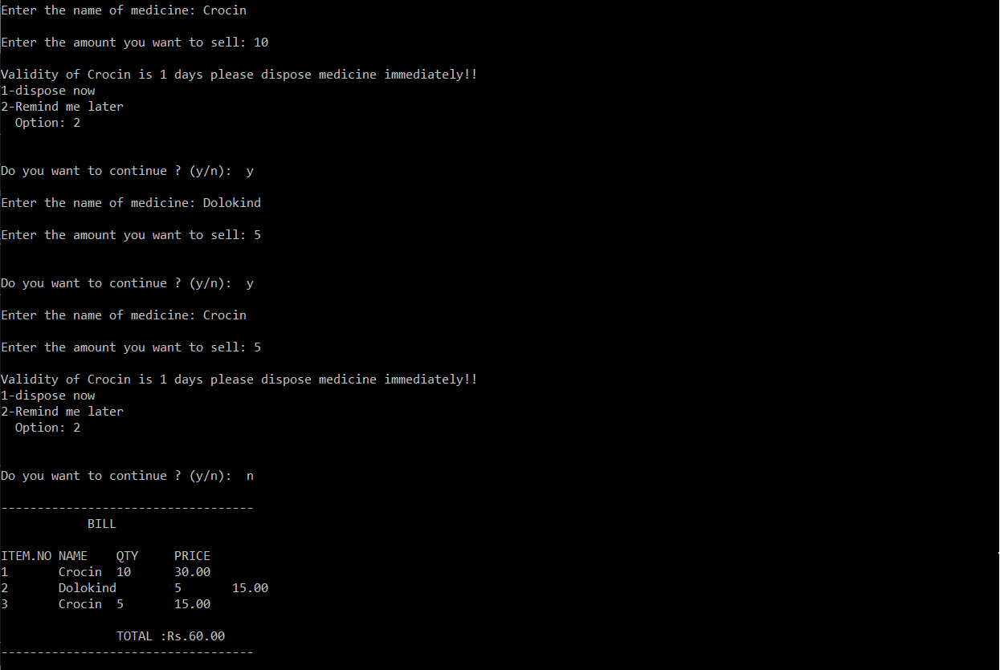 Enter the name of medicine: Crocin
Enter the amount you want to sell: 10
Validity of Crocin is 1 days please dispose medicine immediately!!
1-dispose now
2-Remind me later
  Option: 2
Do you want to continue ? (y/n):  y
Enter the name of medicine: Dolokind
Enter the amount you want to sell: 5
Do you want to continue ? (y/n):  y
Enter the name of medicine: Crocin
Enter the amount you want to sell: 5
Validity of Crocin is 1 days please dispose medicine immediately!!
1-dispose now
2-Remind me later
  Option: 2
Do you want to continue ? (y/n):  n
-----------------------------------
            BILL
ITEM.NO NAME    QTY     PRICE
1       Crocin  10      30.00
2       Dolokind        5       15.00
3       Crocin  5       15.00
                TOTAL :Rs.60.00
-----------------------------------